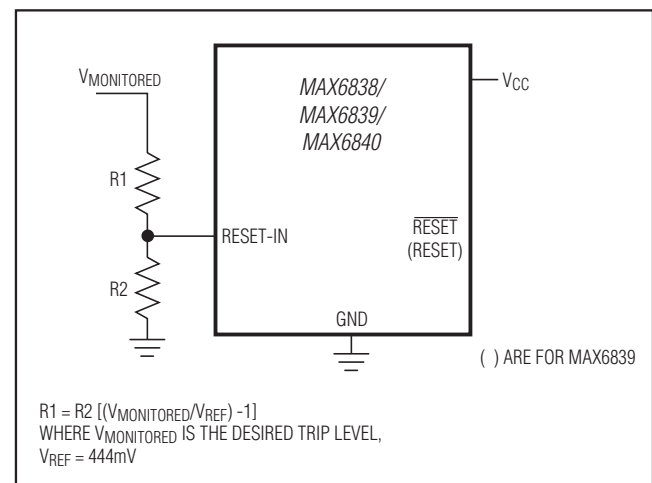 VMONITORED
MAX6838/
MAX6839/
MAX6840
VCC
R1
RESET-IN
RESET
(RESET)
R2
GND
( ) ARE FOR MAX6839
R1 = R2 [(VMONITORED/VREF) -1]
WHERE VMONITORED IS THE DESIRED TRIP LEVEL,
VREF = 444mV